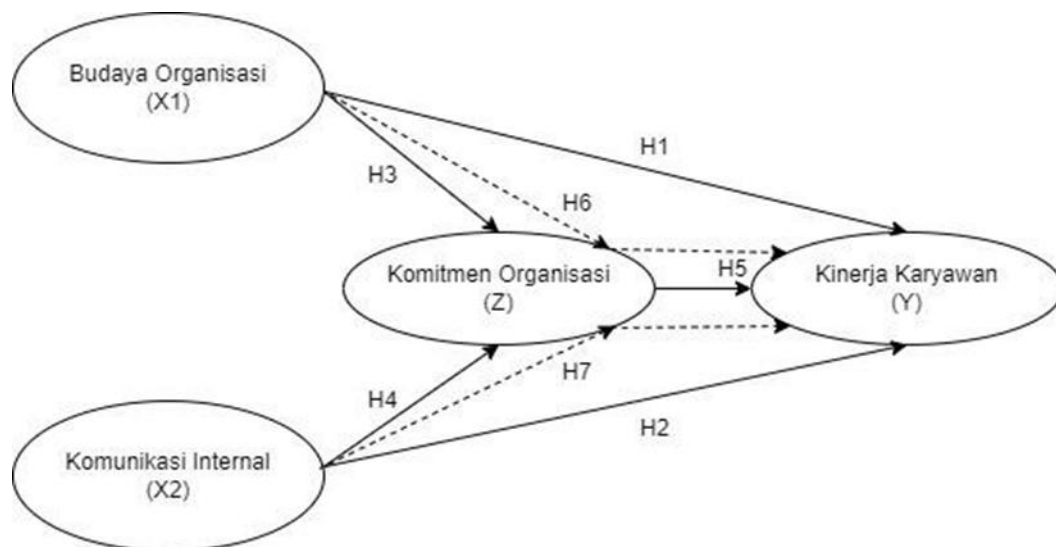 Budaya Organisasi
(X1)
H1
H3
H6
Komitmen Organisasi
(Z)
H5
Kinerja Karyawan
(Y)
H7
H4
H2
Komunikasi Internal
(X2)